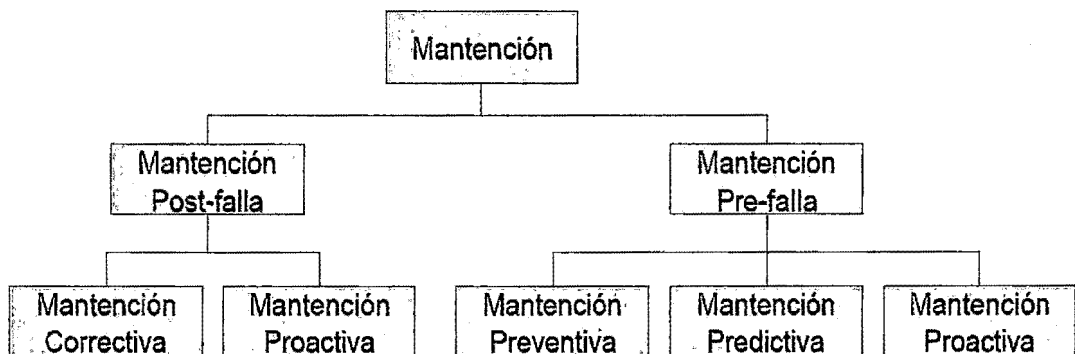 Mantención
Mantención
Post-falla
Mantención
Pre-falla
Mantención
Correctiva
Mantención
Proactiva
Mantención
Preventiva
Mantención
Predictiva
Mantención
Proactiva